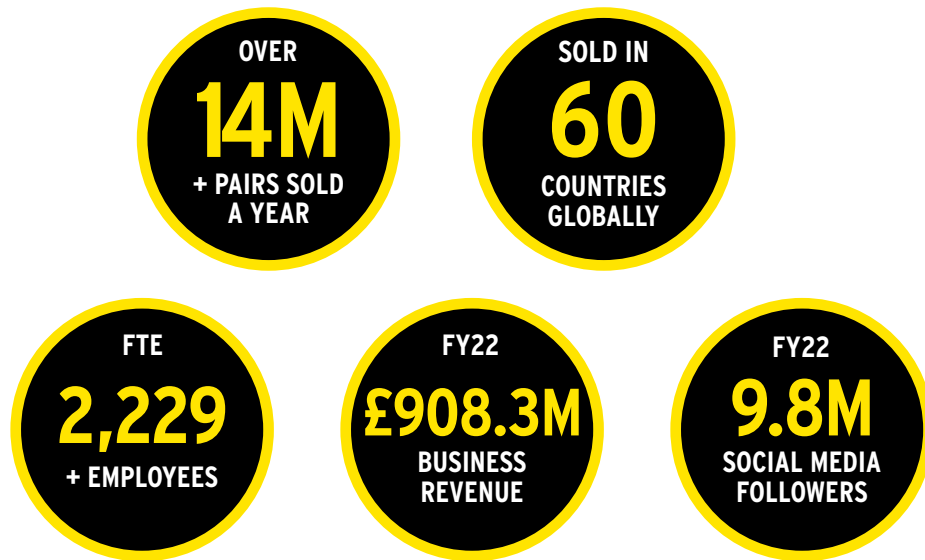 OVER
14M
+ PAIRS SOLD
A YEAR
SOLD IN
60
COUNTRIES
GLOBALLY
FTE
2,229
+ EMPLOYEES
FY22
£908.3M
BUSINESS
REVENUE
FY22
9.8M
SOCIAL MEDIA
FOLLOWERS